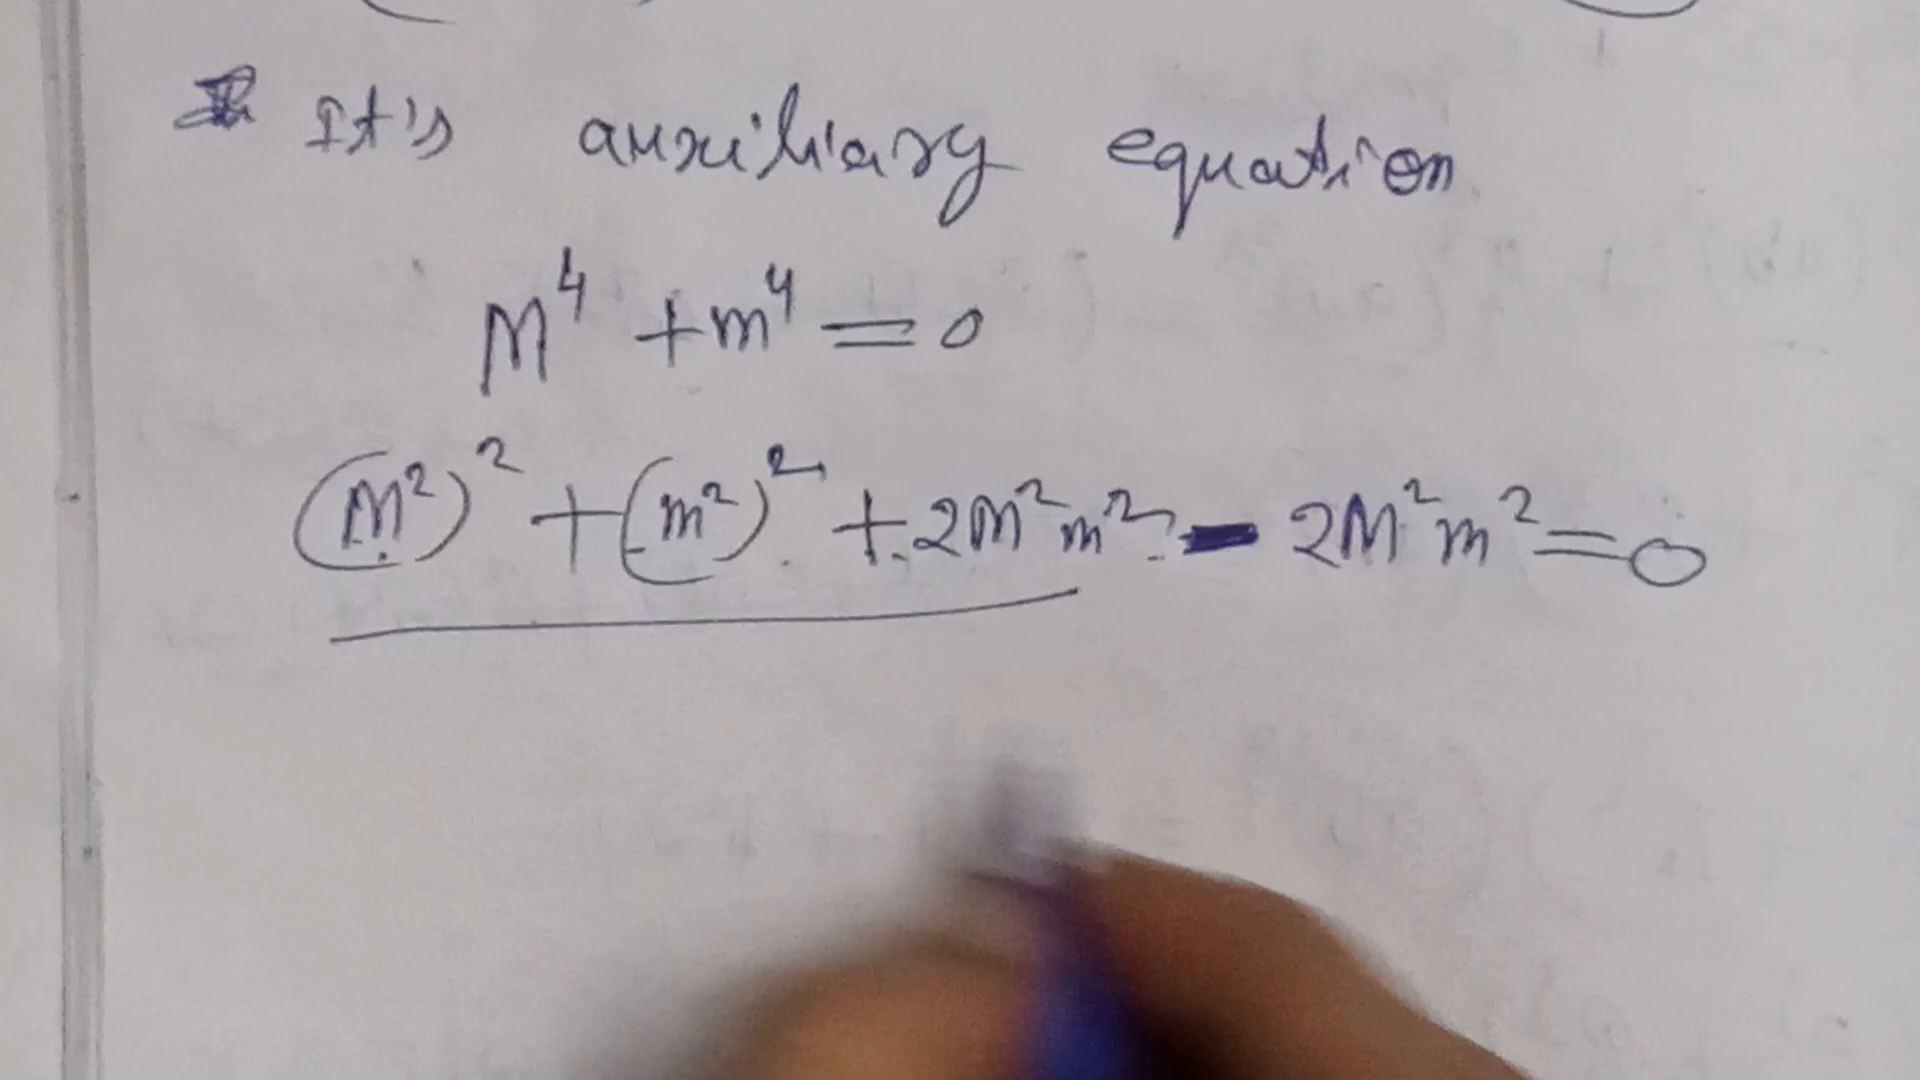 It's auxiliary equation
M⁴ + m⁴ = 0
(M²)² + (m²)² + 2M²m² - 2M²m² = 0